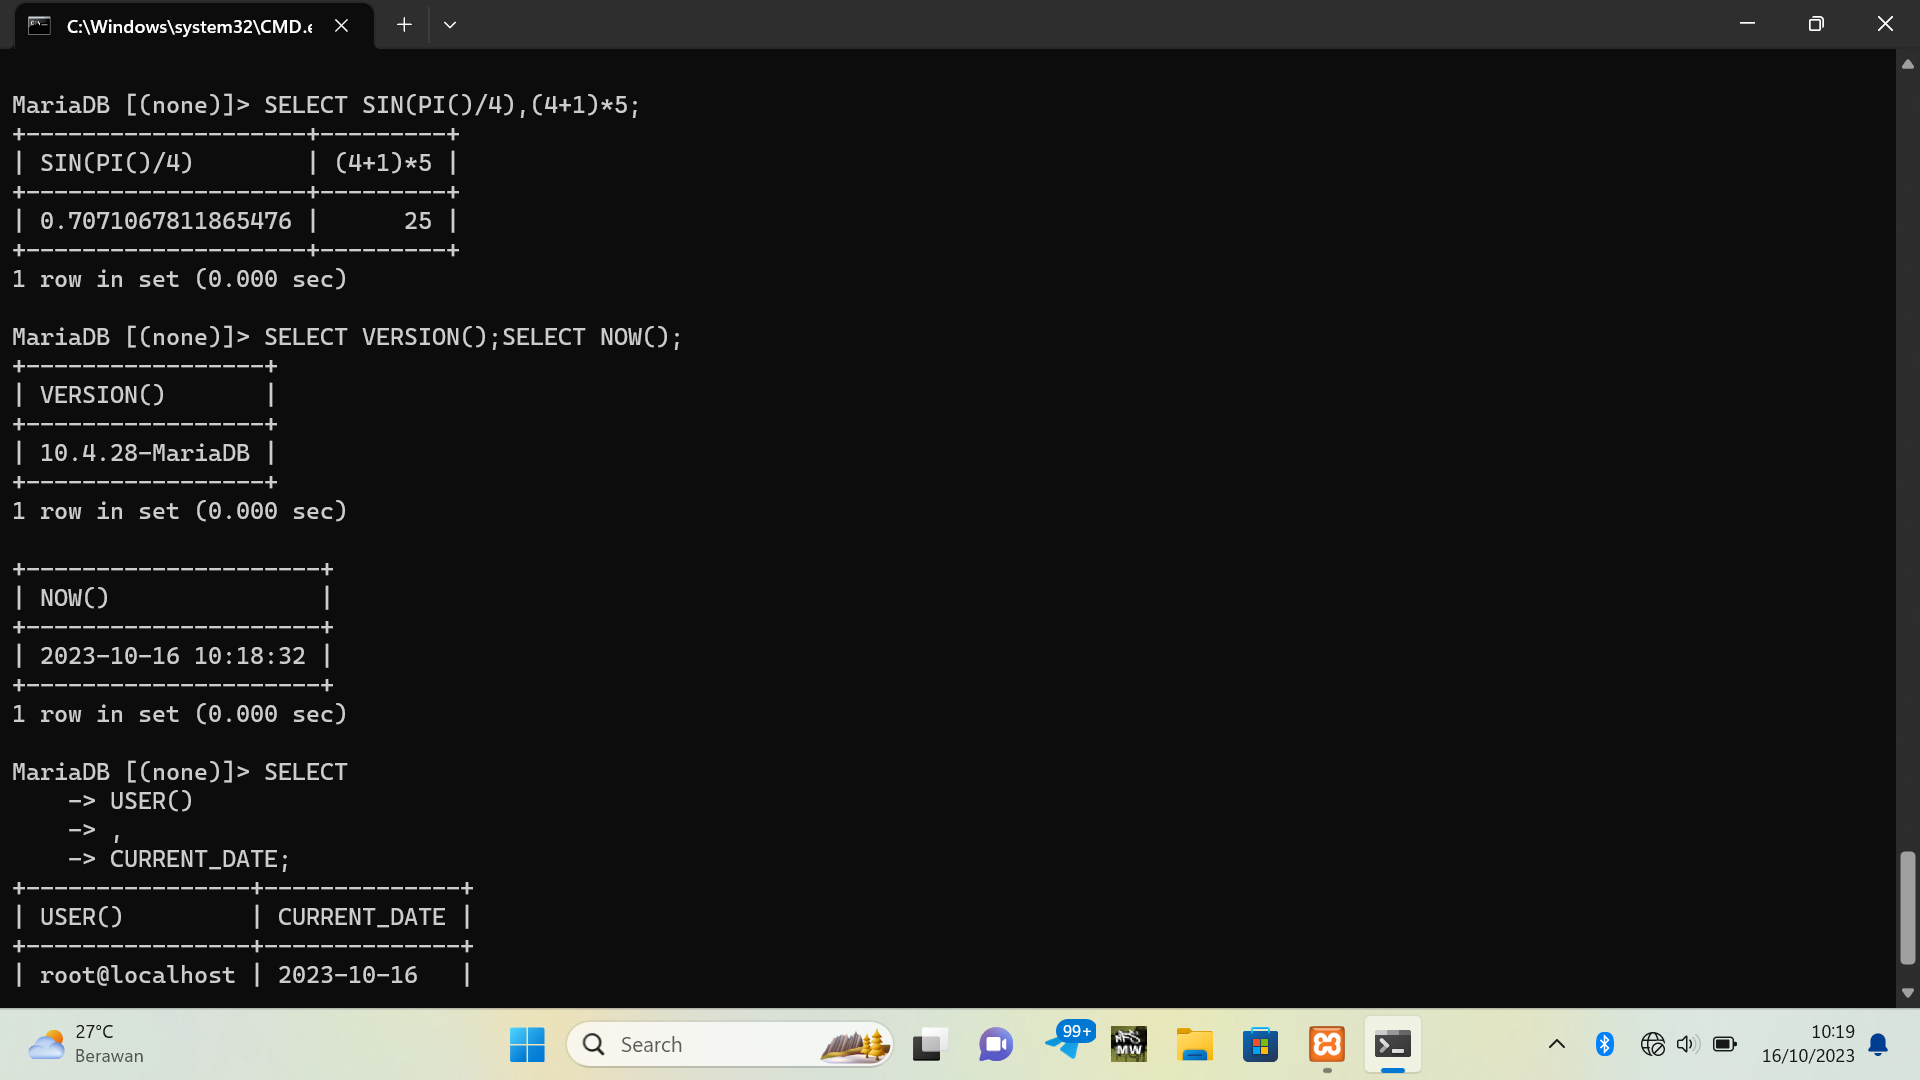 C:\Windows\system32\CMD.e
MariaDB [(none)]> SELECT SIN(PI()/4),(4+1)*5;
+--------------------+---------+
| SIN(PI()/4)        | (4+1)*5 |
+--------------------+---------+
| 0.7071067811865476 |      25 |
+--------------------+---------+
1 row in set (0.000 sec)
MariaDB [(none)]> SELECT VERSION();SELECT NOW();
+-----------------+
| VERSION()       |
+-----------------+
| 10.4.28-MariaDB |
+-----------------+
1 row in set (0.000 sec)
+---------------------+
| NOW()               |
+---------------------+
| 2023-10-16 10:18:32 |
+---------------------+
1 row in set (0.000 sec)
MariaDB [(none)]> SELECT
    -> USER()
    -> ,
    -> CURRENT_DATE;
+----------------+--------------+
| USER()         | CURRENT_DATE |
+----------------+--------------+
| root@localhost | 2023-10-16   |
27°C
Berawan
Search
99+
NFS
MW
10:19
16/10/2023